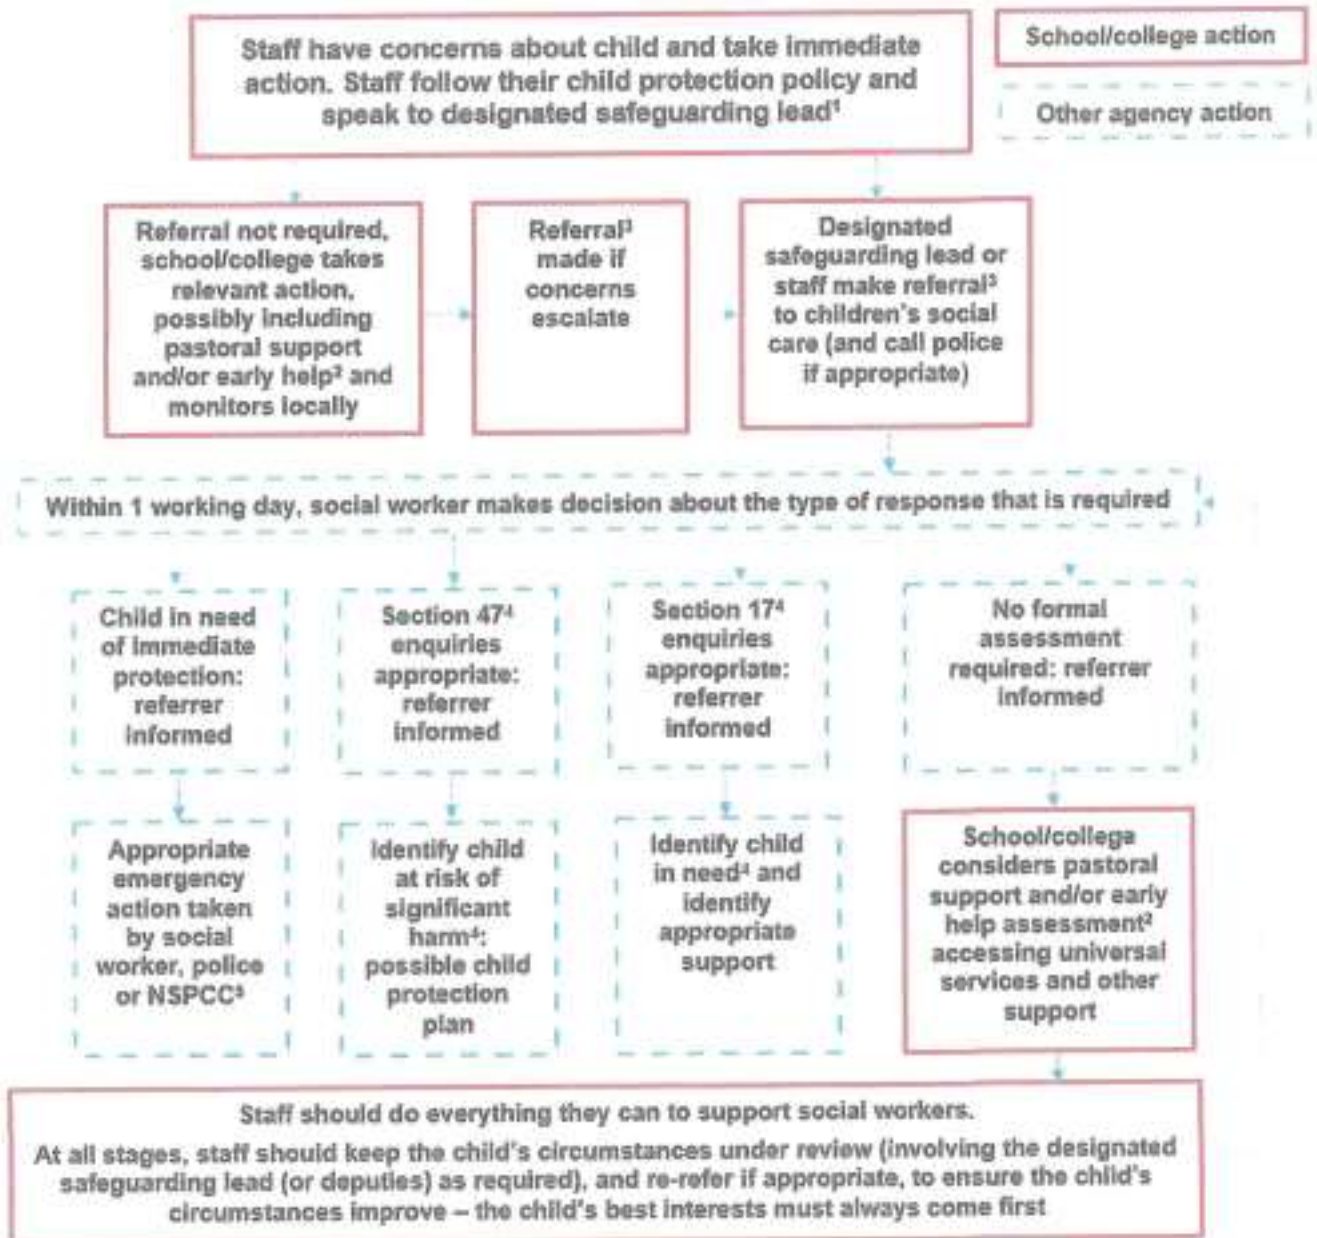 Staff have concerns about child and take immediate
action. Staff follow their child protection policy and
speak to designated safeguarding lead¹
School/college action
Other agency action
Referral not required,
school/college takes
relevant action,
possibly including
pastoral support
and/or early help² and
monitors locally
Referral³
made if
concerns
escalate
Designated
safeguarding lead or
staff make referral³
to children's social
care (and call police
if appropriate)
Within 1 working day, social worker makes decision about the type of response that is required
Child in need
of immediate
protection:
referrer
informed
Section 47⁴
enquiries
appropriate:
referrer
informed
Section 17⁴
enquiries
appropriate:
referrer
informed
No formal
assessment
required: referrer
informed
Appropriate
emergency
action taken
by social
worker, police
or NSPCC⁵
Identify child
at risk of
significant
harm⁴:
possible child
protection
plan
Identify child
in need⁴ and
identify
appropriate
support
School/college
considers pastoral
support and/or early
help assessment²
accessing universal
services and other
support
Staff should do everything they can to support social workers.
At all stages, staff should keep the child's circumstances under review (involving the designated
safeguarding lead (or deputies) as required), and re-refer if appropriate, to ensure the child's
circumstances improve – the child's best interests must always come first